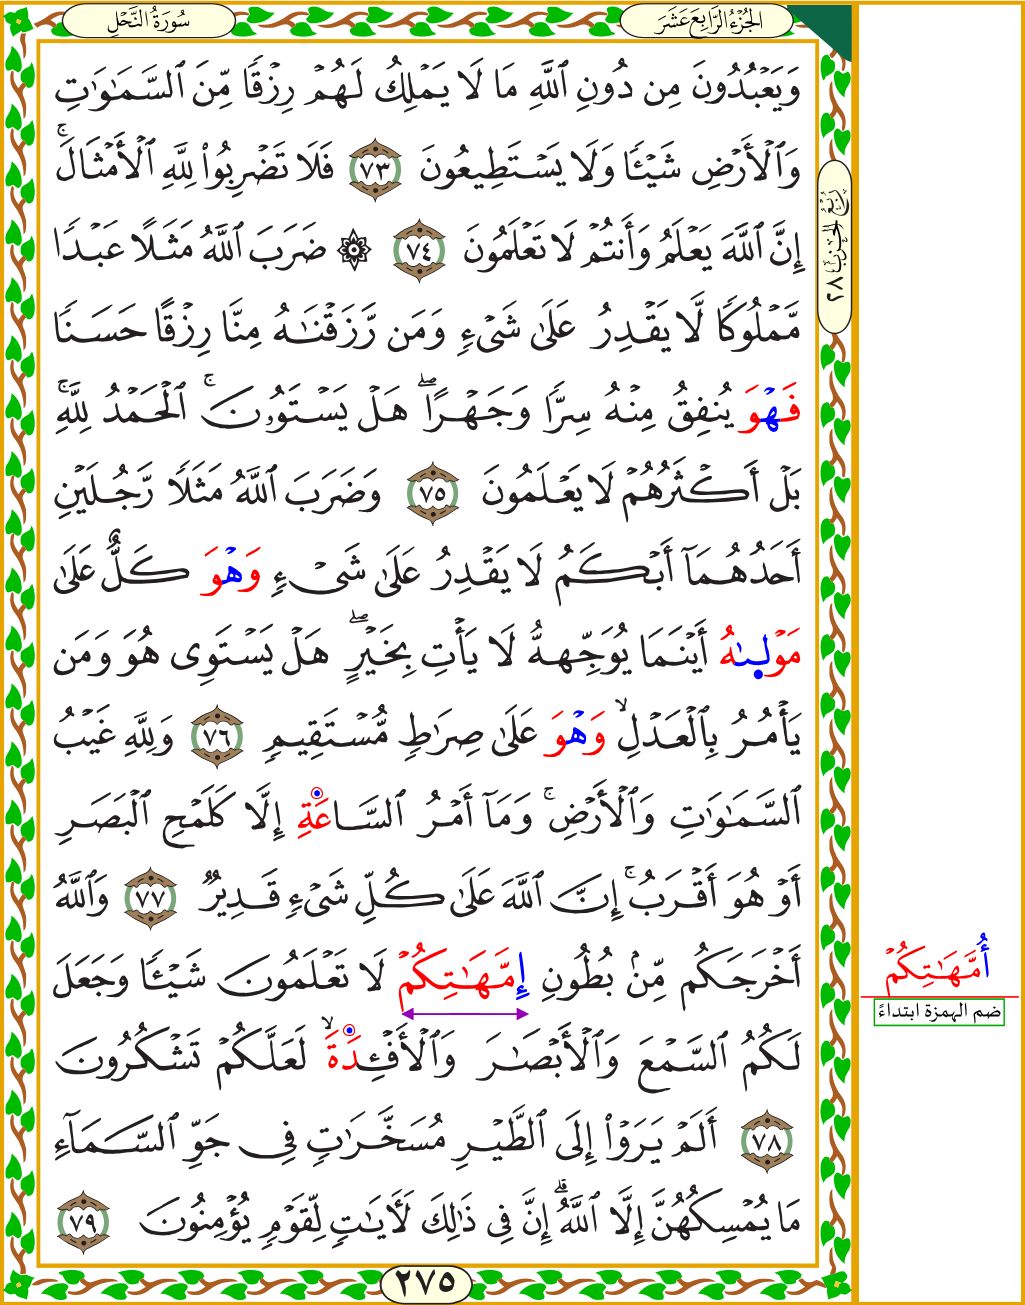 سُورَةُ النَّحْلِ
الجُزْءُ الرَّابِعَ عَشَرَ
وَيَعْبُدُونَ مِن دُونِ ٱللَّهِ مَا لَا يَمْلِكُ لَهُمْ رِزْقًا مِّنَ ٱلسَّمَٰوَٰتِ
وَٱلْأَرْضِ شَيْـًٔا وَلَا يَسْتَطِيعُونَ ٧٣ فَلَا تَضْرِبُوا۟ لِلَّهِ ٱلْأَمْثَالَ ۚ
إِنَّ ٱللَّهَ يَعْلَمُ وَأَنتُمْ لَا تَعْلَمُونَ ٧٤ ۞ ضَرَبَ ٱللَّهُ مَثَلًا عَبْدًا
مَّمْلُوكًا لَّا يَقْدِرُ عَلَىٰ شَىْءٍ وَمَن رَّزَقْنَٰهُ مِنَّا رِزْقًا حَسَنًا
فَهْوَ يُنفِقُ مِنْهُ سِرًّا وَجَهْرًا ۖ هَلْ يَسْتَوُۥنَ ۚ ٱلْحَمْدُ لِلَّهِ ۚ
بَلْ أَكْثَرُهُمْ لَا يَعْلَمُونَ ٧٥ وَضَرَبَ ٱللَّهُ مَثَلًا رَّجُلَيْنِ
أَحَدُهُمَآ أَبْكَمُ لَا يَقْدِرُ عَلَىٰ شَىْءٍ وَهْوَ كَلٌّ عَلَىٰ
مَوْلىٰهُ أَيْنَمَا يُوَجِّههُّ لَا يَأْتِ بِخَيْرٍ ۖ هَلْ يَسْتَوِى هُوَ وَمَن
يَأْمُرُ بِٱلْعَدْلِ ۙ وَهْوَ عَلَىٰ صِرَٰطٍ مُّسْتَقِيمٍ ٧٦ وَلِلَّهِ غَيْبُ
ٱلسَّمَٰوَٰتِ وَٱلْأَرْضِ ۚ وَمَآ أَمْرُ ٱلسَّاعَةِ إِلَّا كَلَمْحِ ٱلْبَصَرِ
أَوْ هُوَ أَقْرَبُ ۚ إِنَّ ٱللَّهَ عَلَىٰ كُلِّ شَىْءٍ قَدِيرٌ ٧٧ وَٱللَّهُ
أَخْرَجَكُم مِّنۢ بُطُونِ إِمَّهَٰتِكُمْ لَا تَعْلَمُونَ شَيْـًٔا وَجَعَلَ
لَكُمُ ٱلسَّمْعَ وَٱلْأَبْصَٰرَ وَٱلْأَفْـِٔدَةَ ۙ لَعَلَّكُمْ تَشْكُرُونَ
٧٨ أَلَمْ يَرَوْا۟ إِلَى ٱلطَّيْرِ مُسَخَّرَٰتٍ فِى جَوِّ ٱلسَّمَآءِ
مَا يُمْسِكُهُنَّ إِلَّا ٱللَّهُ ۗ إِنَّ فِى ذَٰلِكَ لَـَٔايَٰتٍ لِّقَوْمٍ يُؤْمِنُونَ ٧٩
رُبْعُ الحِزْبِ ٢٨
أُمَّهَٰتِكُمْ
ضم الهمزة ابتداءً
٢٧٥